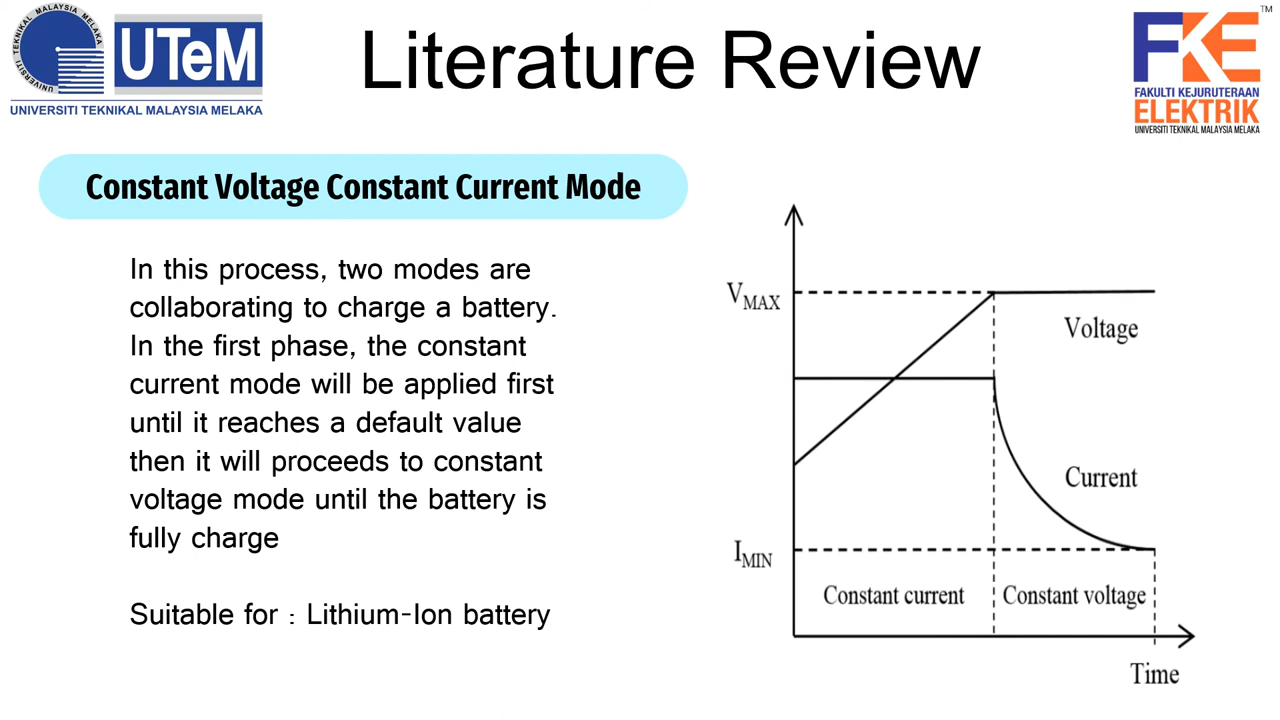 UNIVERSITI TEKNIKAL MALAYSIA MELAKA
UTeM
UNIVERSITI TEKNIKAL MALAYSIA MELAKA
Literature Review
TM
FKE
FAKULTI KEJURUTERAAN
ELEKTRIK
UNIVERSITI TEKNIKAL MALAYSIA MELAKA
Constant Voltage Constant Current Mode
In this process, two modes are
collaborating to charge a battery.
In the first phase, the constant
current mode will be applied first
until it reaches a default value
then it will proceeds to constant
voltage mode until the battery is
fully charge
Suitable for : Lithium-Ion battery
VMAX
Voltage
Current
IMIN
Constant current
Constant voltage
Time